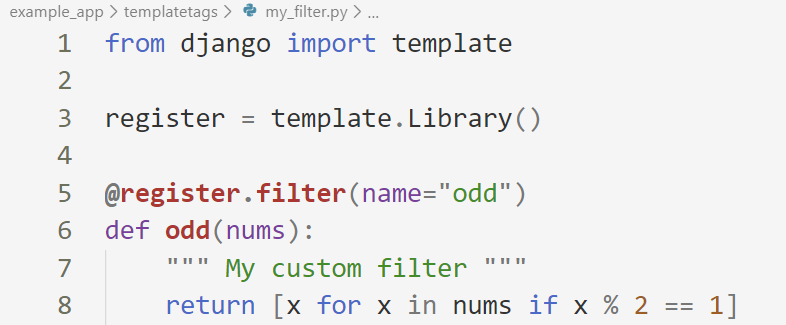 example_app > templatetags > my_filter.py > ...
1 from django import template
2
3 register = template.Library()
4
5 @register.filter(name="odd")
6 def odd(nums):
7     """ My custom filter """
8     return [x for x in nums if x % 2 == 1]